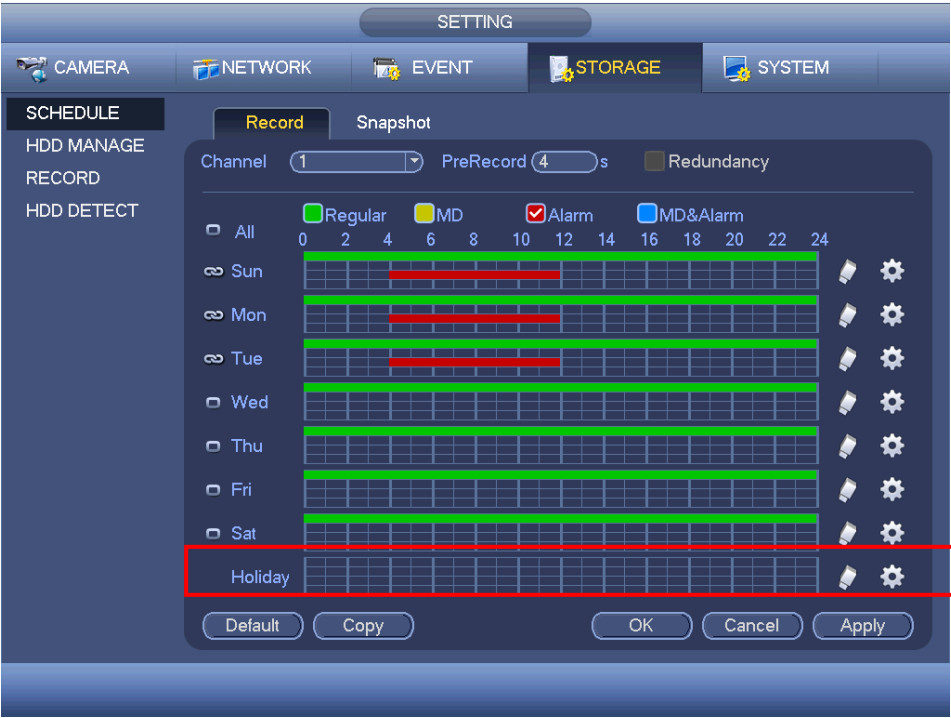 SETTING
CAMERA NETWORK EVENT STORAGE SYSTEM
SCHEDULE
HDD MANAGE
RECORD
HDD DETECT
Record Snapshot
Channel 1 PreRecord 4 s Redundancy
All Regular MD Alarm MD&Alarm
0 2 4 6 8 10 12 14 16 18 20 22 24
Sun
Mon
Tue
Wed
Thu
Fri
Sat
Holiday
Default Copy OK Cancel Apply